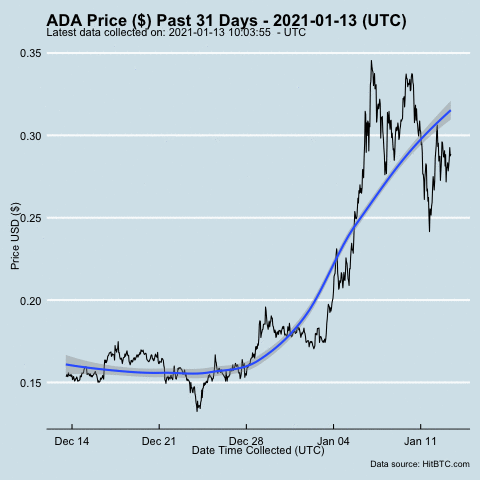 ADA Price ($) Past 31 Days - 2021-01-13 (UTC)
Latest data collected on: 2021-01-13 10:03:55 - UTC
0.35
0.30
0.25
0.20
0.15
Price USD ($)
Dec 14 Dec 21 Dec 28 Jan 04 Jan 11
Date Time Collected (UTC)
Data source: HitBTC.com